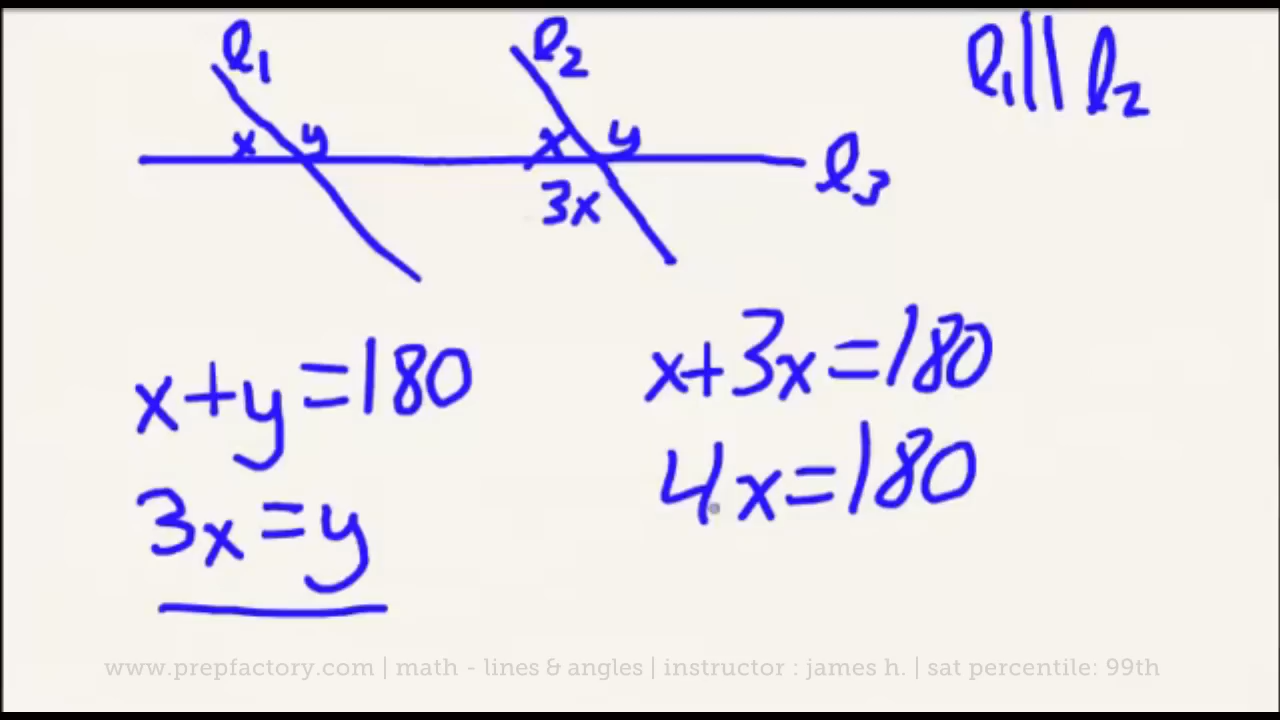 ℓ₁
ℓ₂
ℓ₁ || ℓ₂
x y
x y
ℓ₃
3x
x+y=180
3x=y
x+3x=180
4x=180
www.prepfactory.com | math - lines & angles | instructor : james h. | sat percentile: 99th